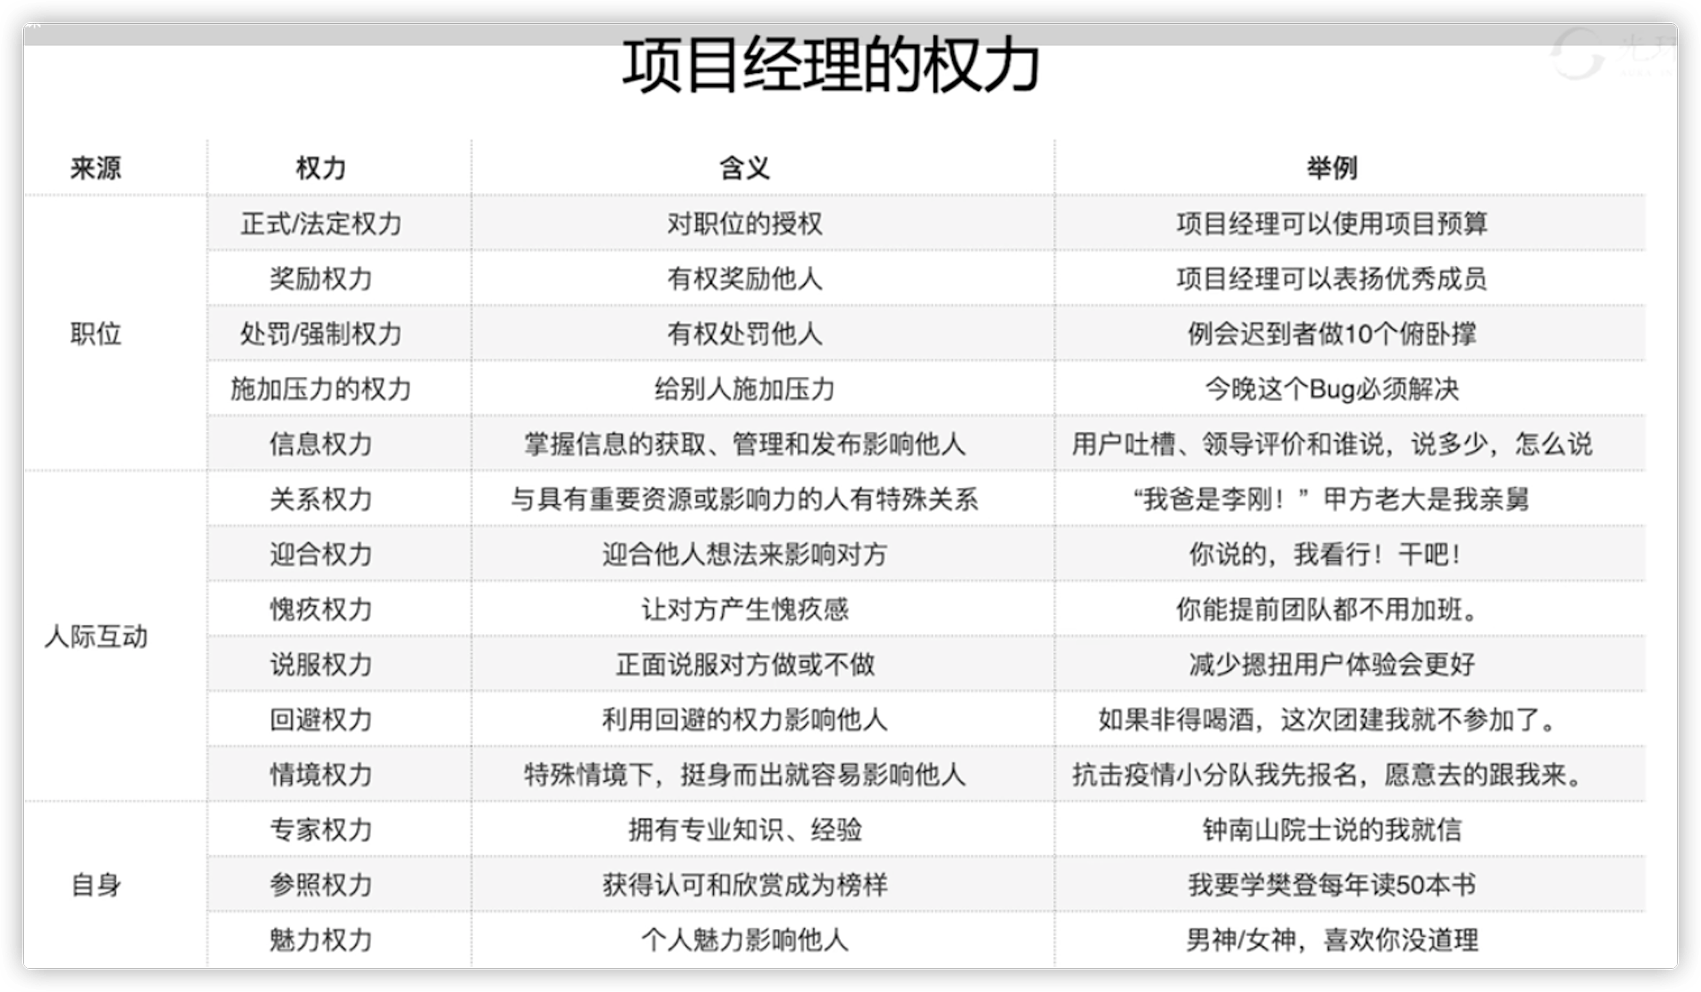 项目经理的权力
来源 权力 含义 举例
正式/法定权力 对职位的授权 项目经理可以使用项目预算
奖励权力 有权奖励他人 项目经理可以表扬优秀成员
职位 处罚/强制权力 有权处罚他人 例会迟到者做10个俯卧撑
施加压力的权力 给别人施加压力 今晚这个Bug必须解决
信息权力 掌握信息的获取、管理和发布影响他人 用户吐槽、领导评价和谁说，说多少，怎么说
关系权力 与具有重要资源或影响力的人有特殊关系 “我爸是李刚！”甲方老大是我亲舅
迎合权力 迎合他人想法来影响对方 你说的，我看行！干吧！
愧疚权力 让对方产生愧疚感 你能提前团队都不用加班。
人际互动
说服权力 正面说服对方做或不做 减少摁扭用户体验会更好
回避权力 利用回避的权力影响他人 如果非得喝酒，这次团建我就不参加了。
情境权力 特殊情境下，挺身而出就容易影响他人 抗击疫情小分队我先报名，愿意去的跟我来。
专家权力 拥有专业知识、经验 钟南山院士说的我就信
自身 参照权力 获得认可和欣赏成为榜样 我要学樊登每年读50本书
魅力权力 个人魅力影响他人 男神/女神，喜欢你没道理